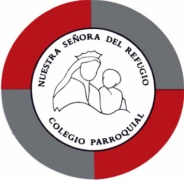 NUESTRA SEÑORA DEL REFUGIO
COLEGIO PARROQUIAL